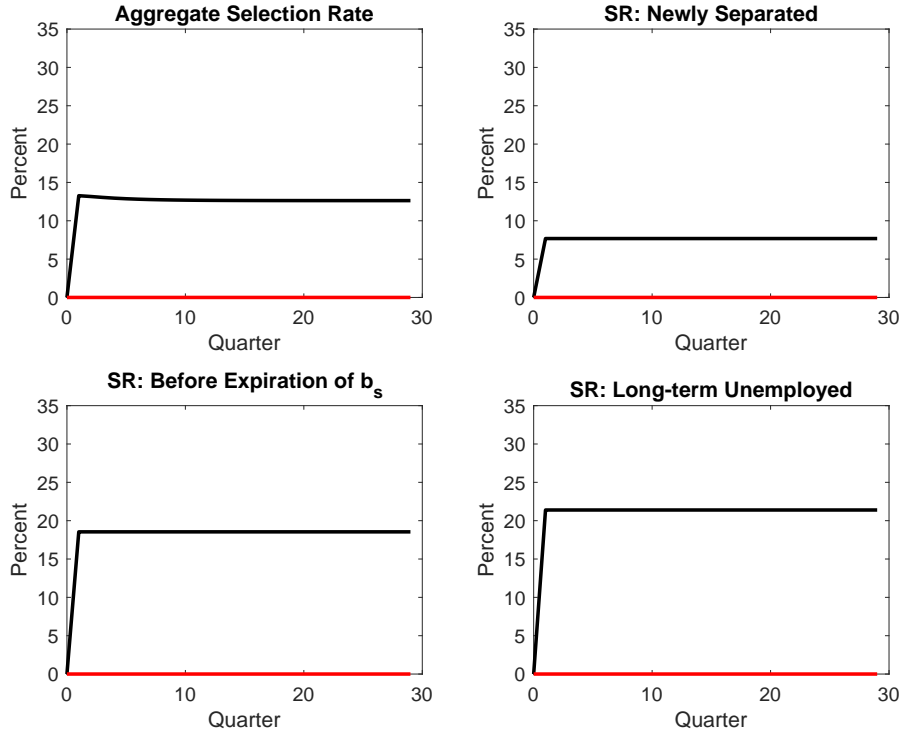 Aggregate Selection Rate
35
30
25
20
15
10
5
0
Percent
0 10 20 30
Quarter
SR: Newly Separated
35
30
25
20
15
10
5
0
Percent
0 10 20 30
Quarter
SR: Before Expiration of b_s
35
30
25
20
15
10
5
0
Percent
0 10 20 30
Quarter
SR: Long-term Unemployed
35
30
25
20
15
10
5
0
Percent
0 10 20 30
Quarter